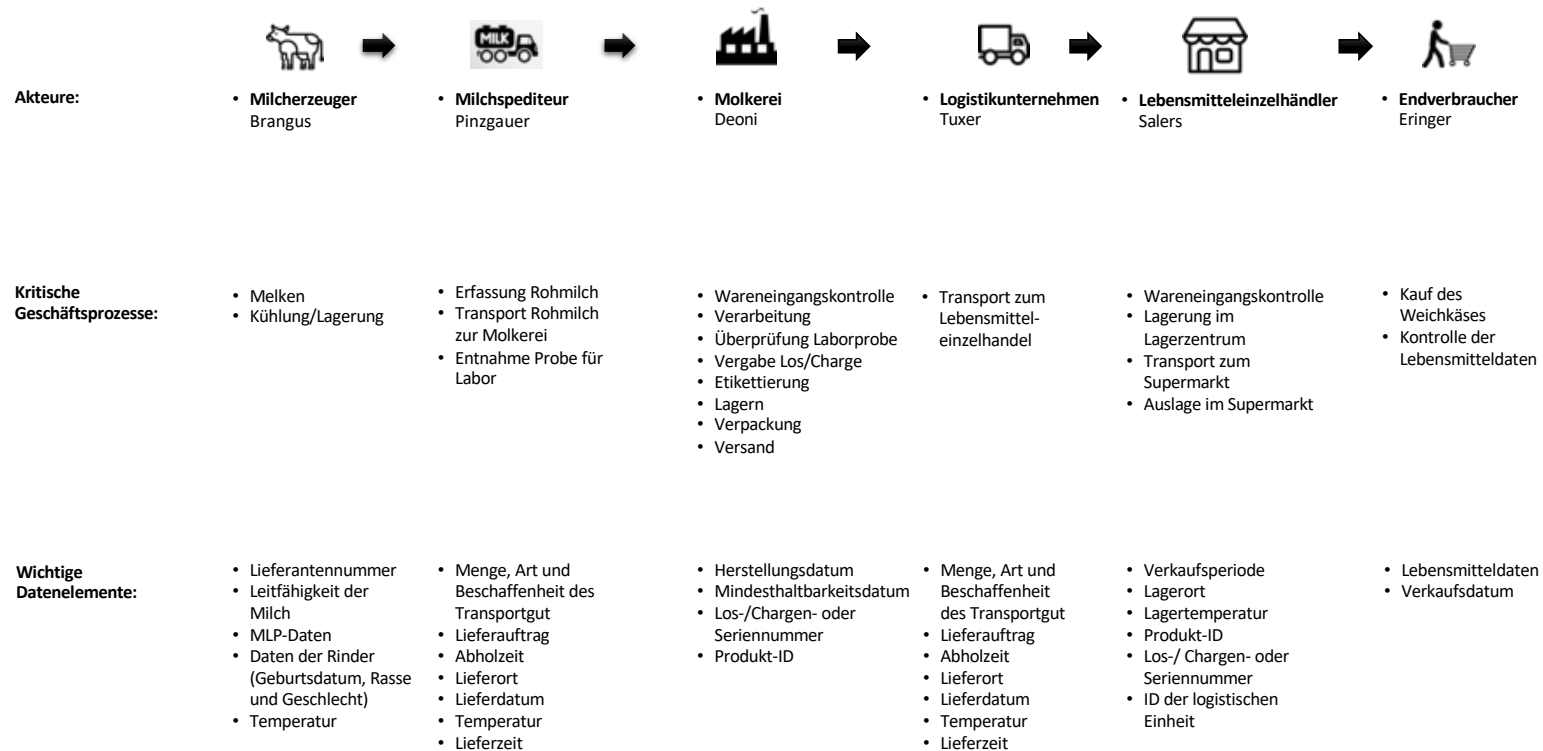 MILK
Akteure:
• Milcherzeuger
Brangus
• Milchspediteur
Pinzgauer
• Molkerei
Deoni
• Logistikunternehmen
Tuxer
• Lebensmitteleinzelhändler
Salers
• Endverbraucher
Eringer
Kritische
Geschäftsprozesse:
• Melken
• Kühlung/Lagerung
• Erfassung Rohmilch
• Transport Rohmilch
zur Molkerei
• Entnahme Probe für
Labor
• Wareneingangskontrolle
• Verarbeitung
• Überprüfung Laborprobe
• Vergabe Los/Charge
• Etikettierung
• Lagern
• Verpackung
• Versand
• Transport zum
Lebensmittel-
einzelhandel
• Wareneingangskontrolle
• Lagerung im
Lagerzentrum
• Transport zum
Supermarkt
• Auslage im Supermarkt
• Kauf des
Weichkäses
• Kontrolle der
Lebensmitteldaten
Wichtige
Datenelemente:
• Lieferantennummer
• Leitfähigkeit der
Milch
• MLP-Daten
• Daten der Rinder
(Geburtsdatum, Rasse
und Geschlecht)
• Temperatur
• Menge, Art und
Beschaffenheit des
Transportgut
• Lieferauftrag
• Abholzeit
• Lieferort
• Lieferdatum
• Temperatur
• Lieferzeit
• Herstellungsdatum
• Mindesthaltbarkeitsdatum
• Los-/Chargen- oder
Seriennummer
• Produkt-ID
• Menge, Art und
Beschaffenheit
des Transportgut
• Lieferauftrag
• Abholzeit
• Lieferort
• Lieferdatum
• Temperatur
• Lieferzeit
• Verkaufsperiode
• Lagerort
• Lagertemperatur
• Produkt-ID
• Los-/ Chargen- oder
Seriennummer
• ID der logistischen
Einheit
• Lebensmitteldaten
• Verkaufsdatum